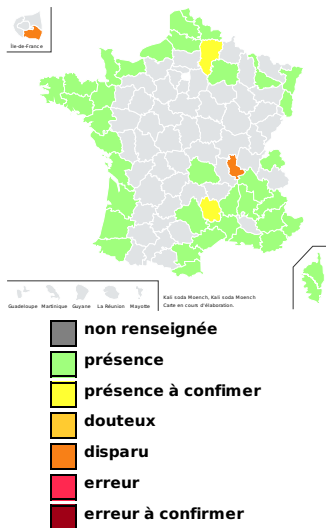 Île-de-France
Guadeloupe Martinique Guyane La Réunion Mayotte
Kali soda Moench, Kali soda Moench
Carte en cours d'élaboration.
non renseignée
présence
présence à confimer
douteux
disparu
erreur
erreur à confirmer